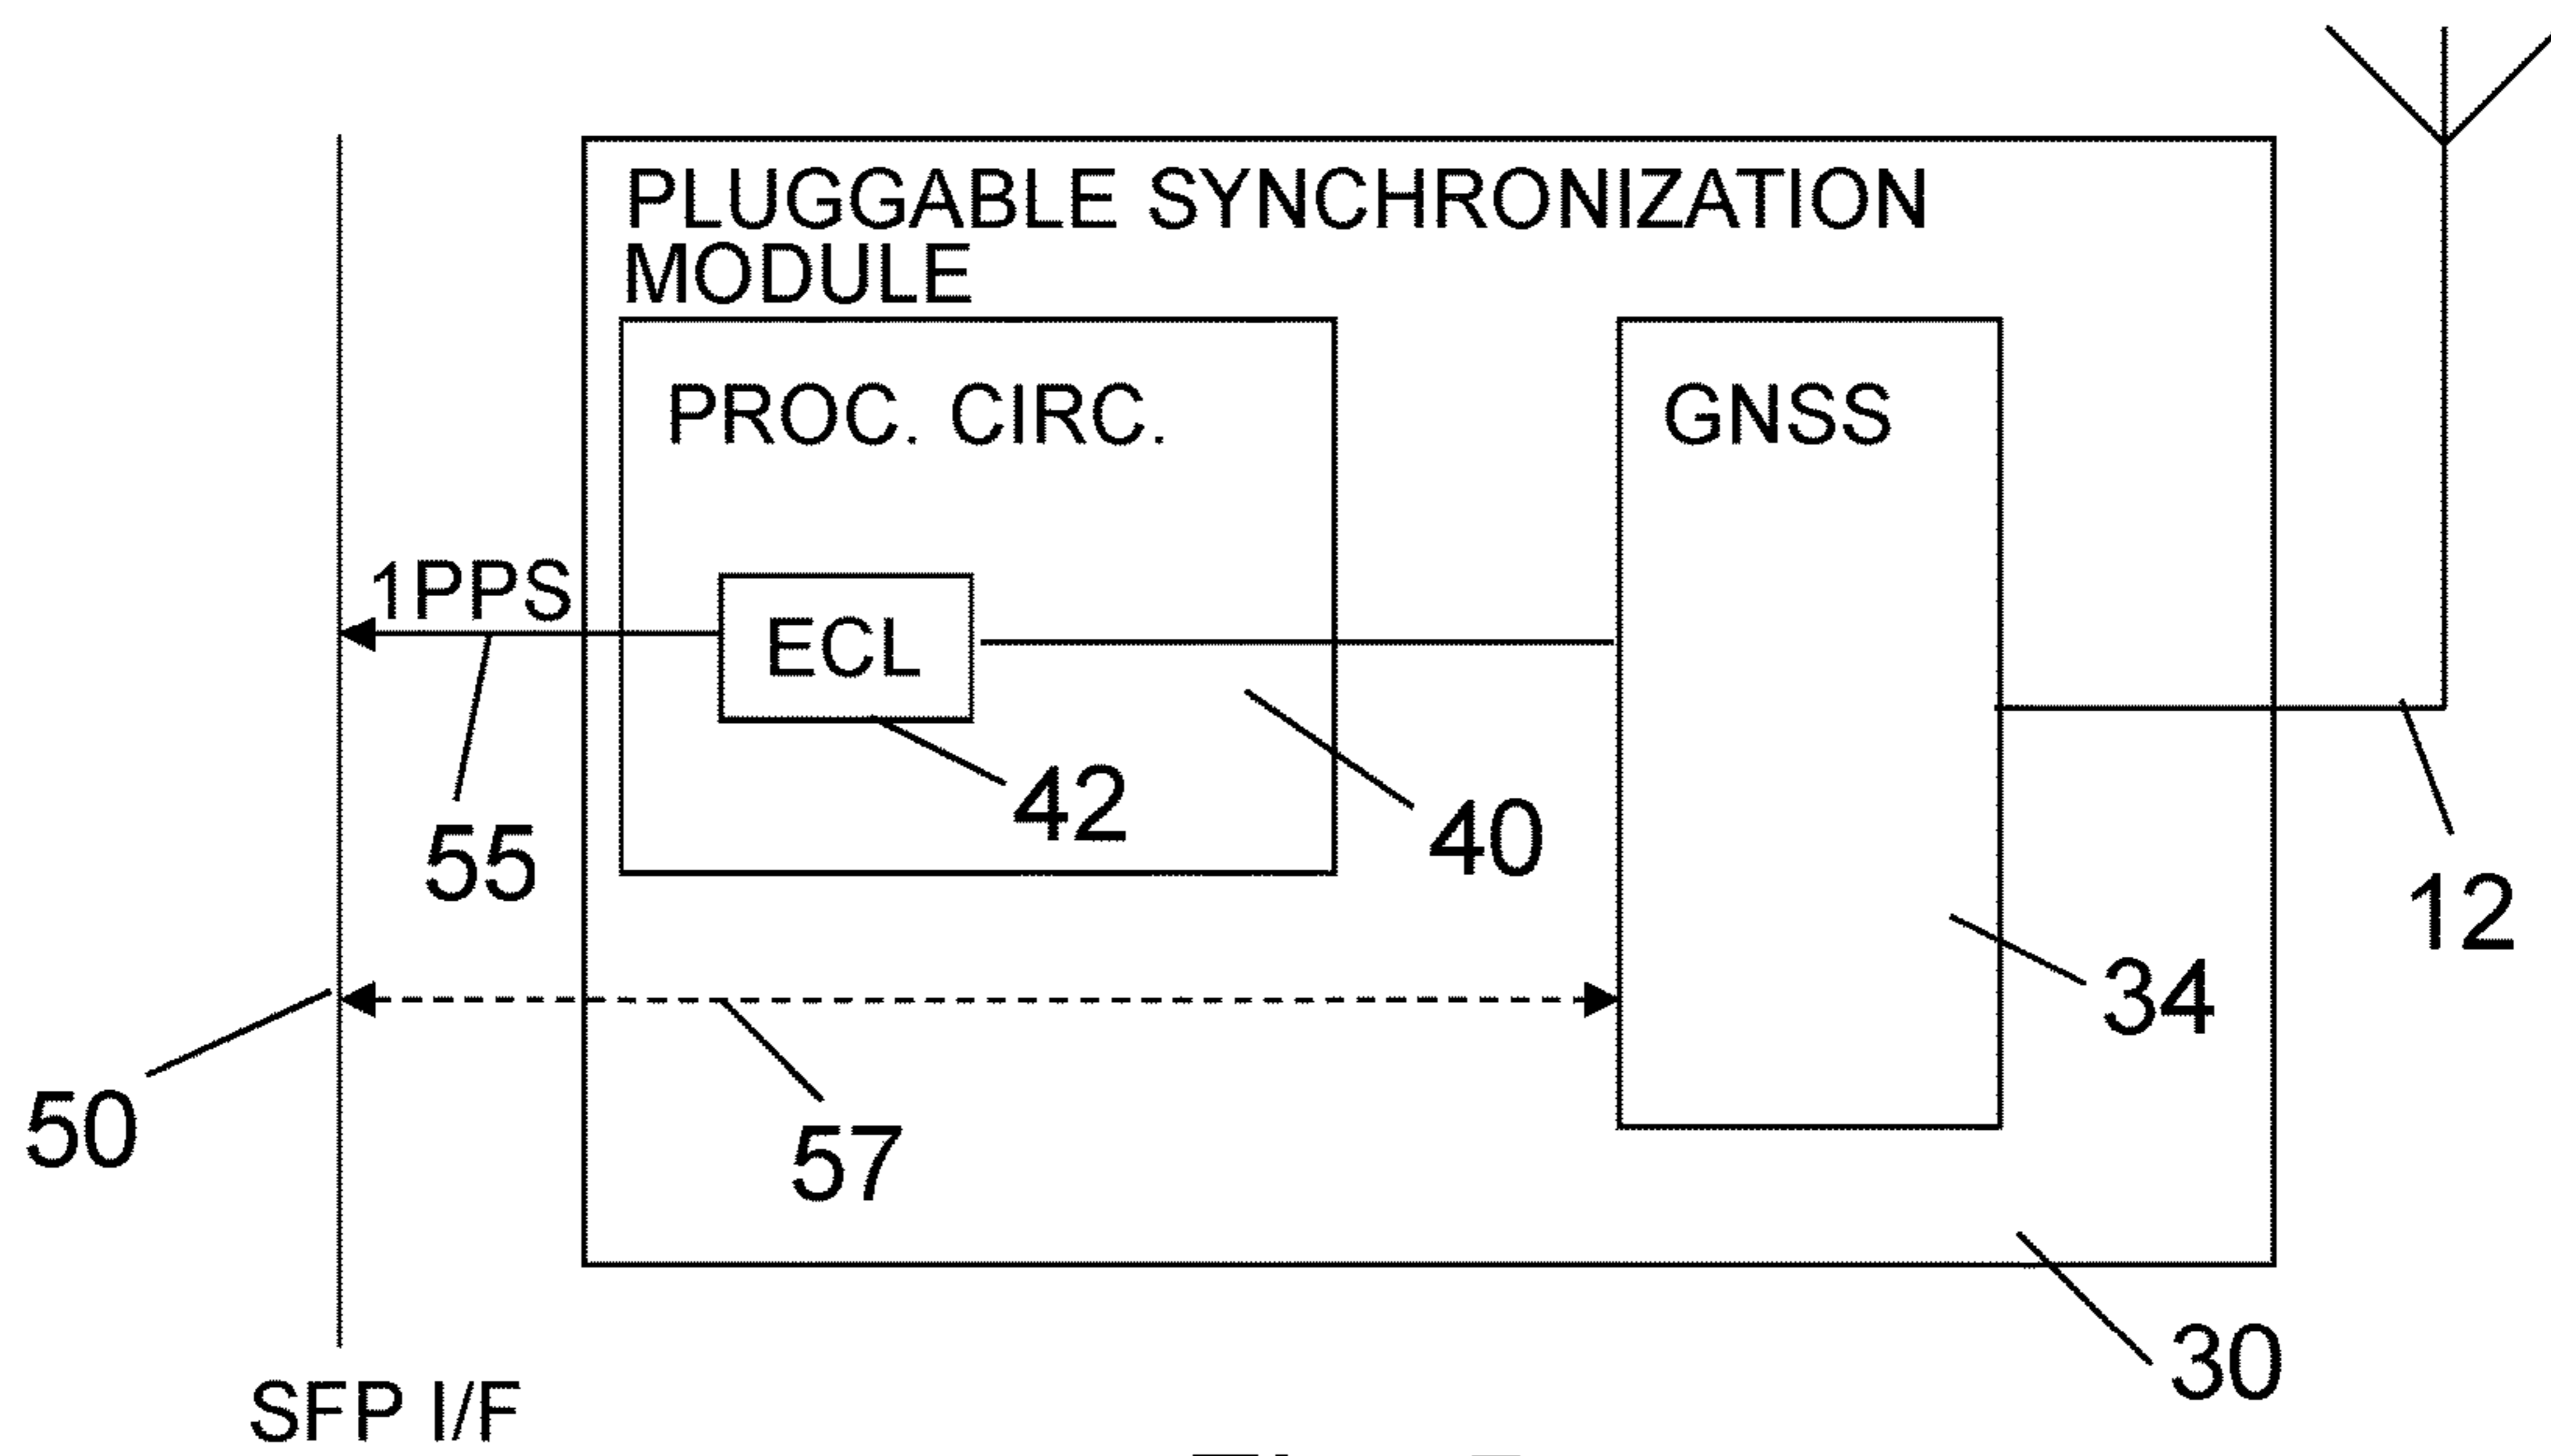 PLUGGABLE SYNCHRONIZATION
MODULE
PROC. CIRC.
GNSS
1PPS
ECL
42
40
55
12
34
50
57
30
SFP I/F